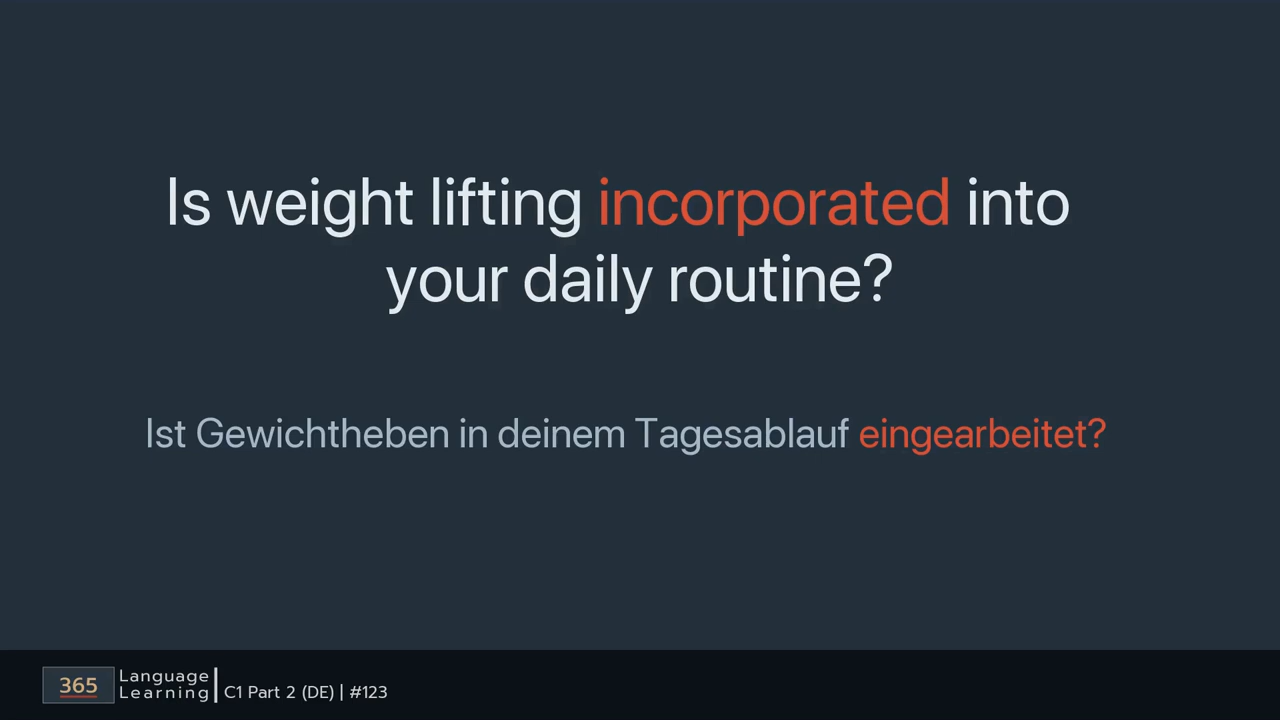 Is weight lifting incorporated into
your daily routine?
Ist Gewichtheben in deinem Tagesablauf eingearbeitet?
365
Language
Learning
C1 Part 2 (DE) | #123